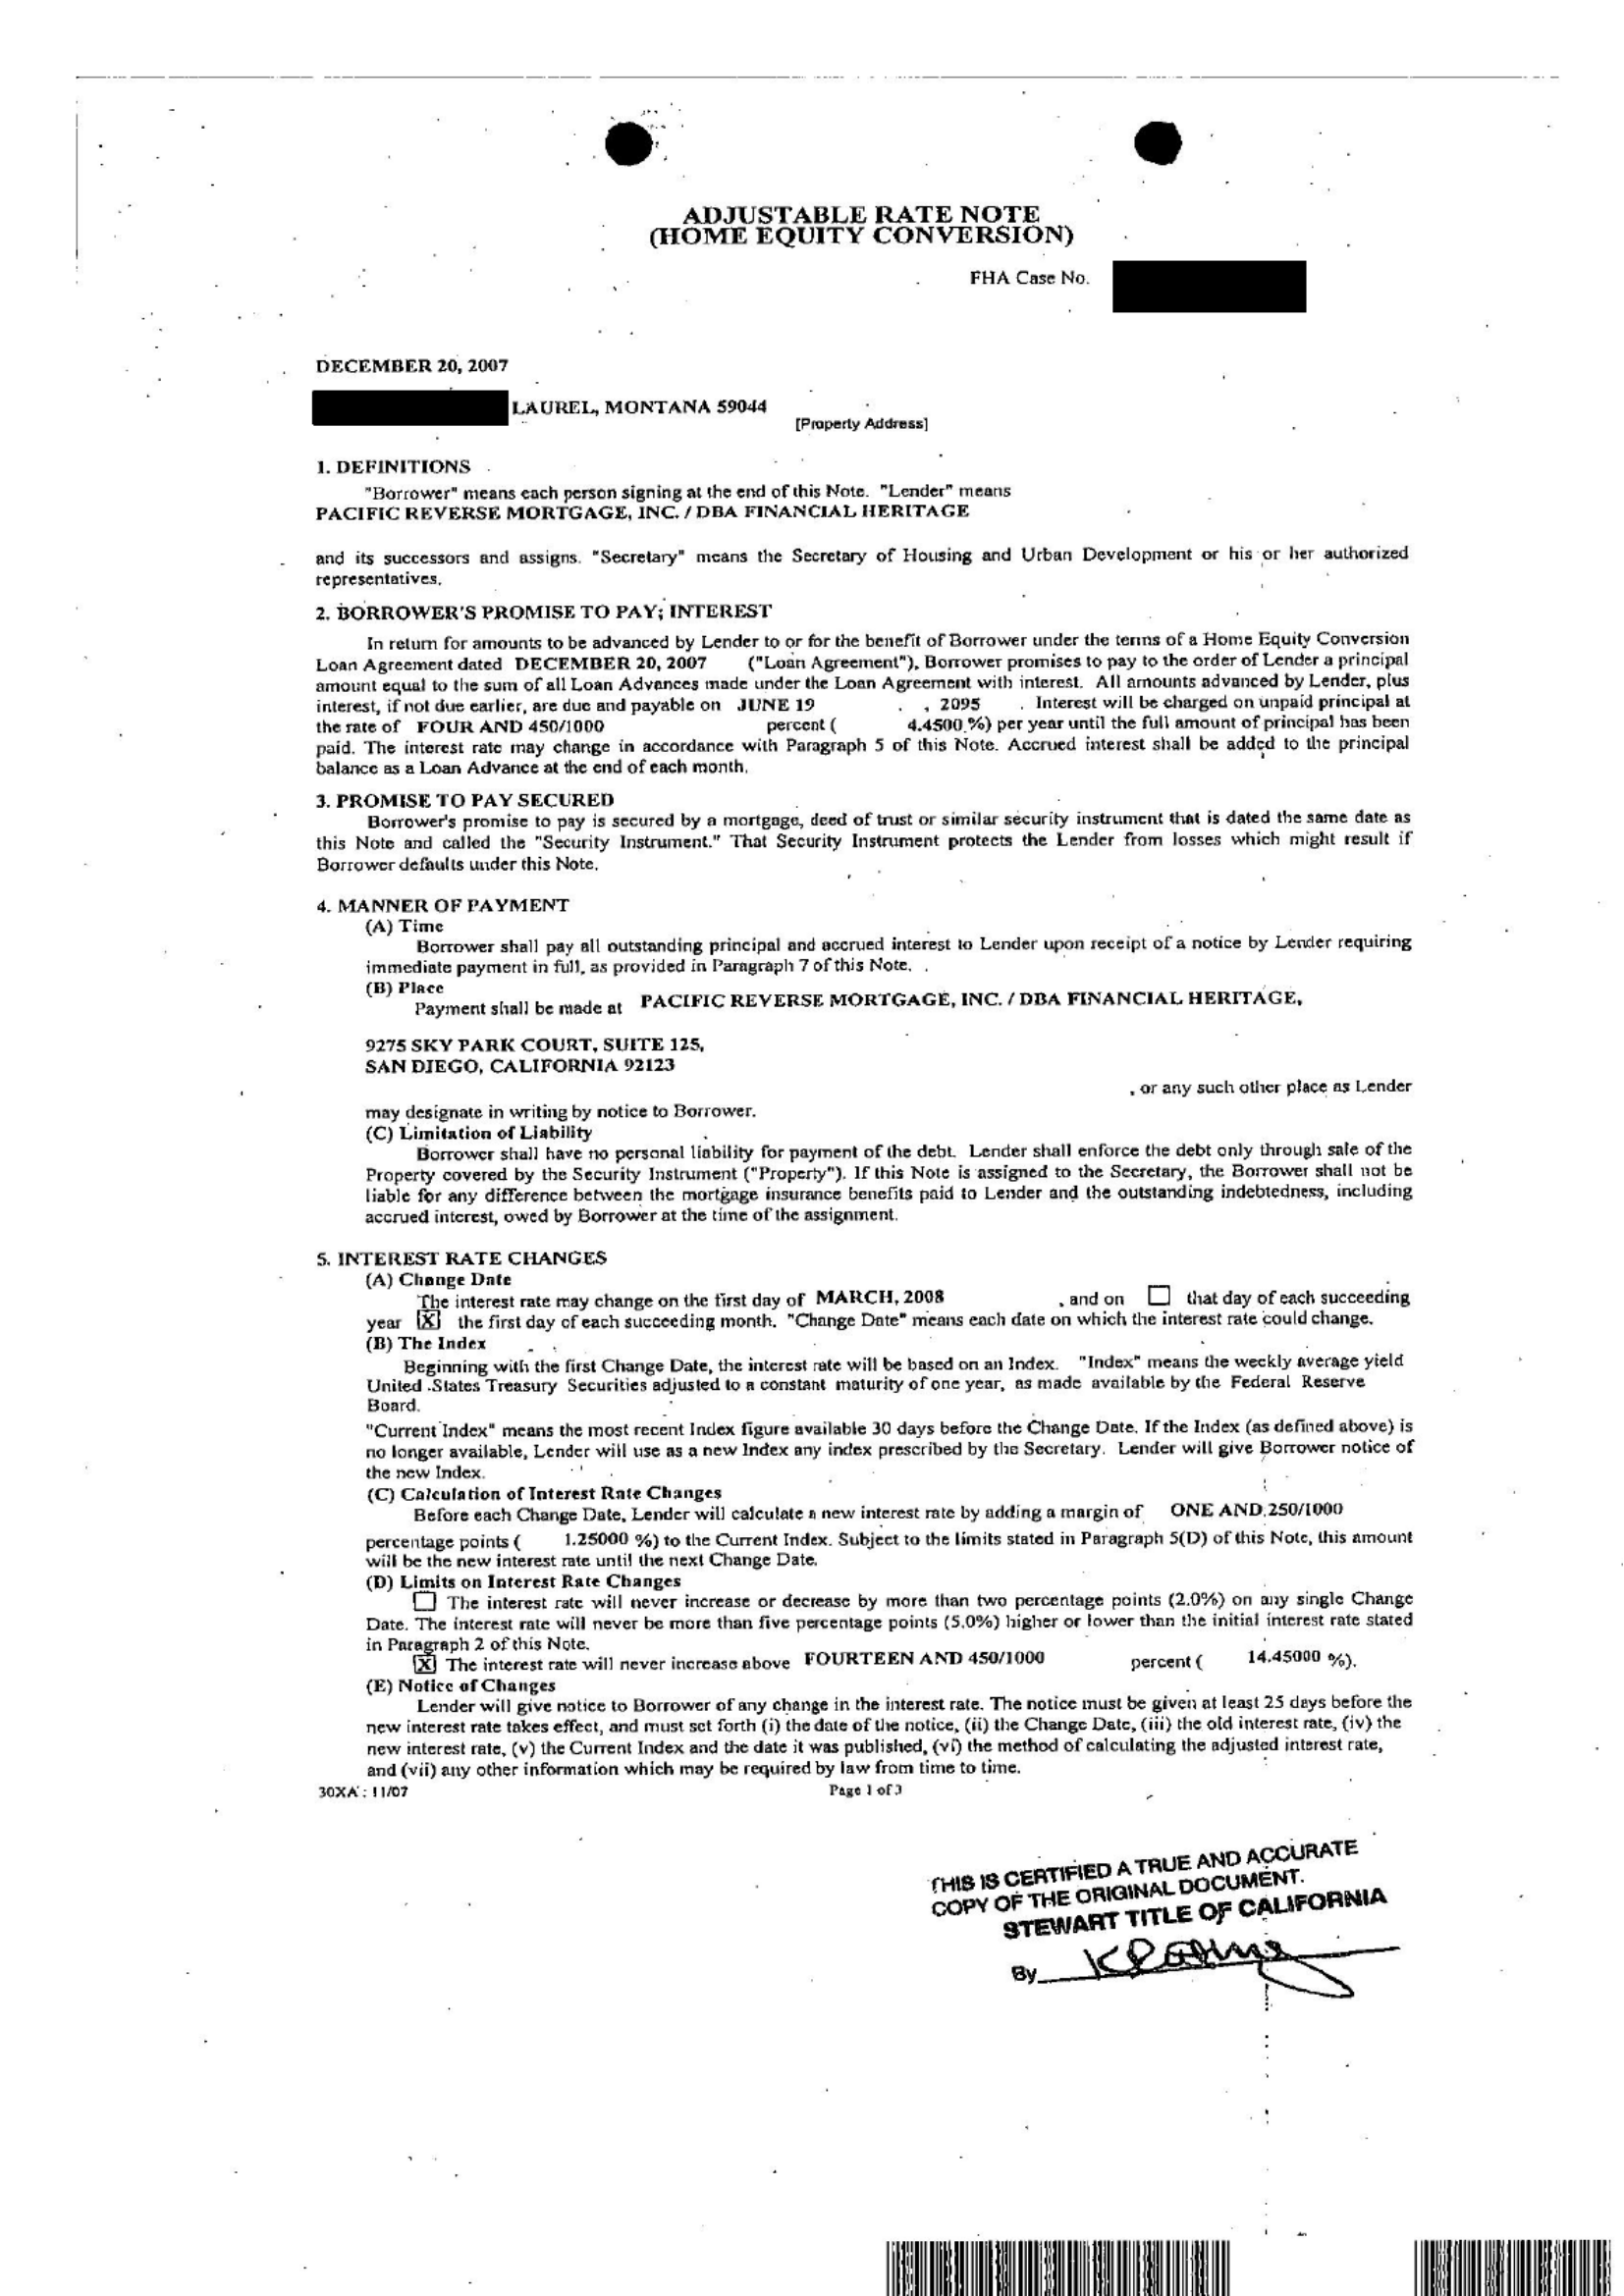 ADJUSTABLE RATE NOTE
(HOME EQUITY CONVERSION)
FHA Case No.
DECEMBER 20, 2007
LAUREL, MONTANA 59044
[Property Address]
1. DEFINITIONS
"Borrower" means each person signing at the end of this Note. "Lender" means
PACIFIC REVERSE MORTGAGE, INC. / DBA FINANCIAL HERITAGE
and its successors and assigns. "Secretary" means the Secretary of Housing and Urban Development or his or her authorized
representatives.
2. BORROWER'S PROMISE TO PAY; INTEREST
In return for amounts to be advanced by Lender to or for the benefit of Borrower under the terms of a Home Equity Conversion
Loan Agreement dated DECEMBER 20, 2007 ("Loan Agreement"), Borrower promises to pay to the order of Lender a principal
amount equal to the sum of all Loan Advances made under the Loan Agreement with interest. All amounts advanced by Lender, plus
interest, if not due earlier, are due and payable on JUNE 19 , 2095 . Interest will be charged on unpaid principal at
the rate of FOUR AND 450/1000 percent ( 4.4500 %) per year until the full amount of principal has been
paid. The interest rate may change in accordance with Paragraph 5 of this Note. Accrued interest shall be added to the principal
balance as a Loan Advance at the end of each month.
3. PROMISE TO PAY SECURED
Borrower's promise to pay is secured by a mortgage, deed of trust or similar security instrument that is dated the same date as
this Note and called the "Security Instrument." That Security Instrument protects the Lender from losses which might result if
Borrower defaults under this Note.
4. MANNER OF PAYMENT
(A) Time
Borrower shall pay all outstanding principal and accrued interest to Lender upon receipt of a notice by Lender requiring
immediate payment in full, as provided in Paragraph 7 of this Note.
(B) Place
Payment shall be made at PACIFIC REVERSE MORTGAGE, INC. / DBA FINANCIAL HERITAGE,
9275 SKY PARK COURT, SUITE 125,
SAN DIEGO, CALIFORNIA 92123
, or any such other place as Lender
may designate in writing by notice to Borrower.
(C) Limitation of Liability
Borrower shall have no personal liability for payment of the debt. Lender shall enforce the debt only through sale of the
Property covered by the Security Instrument ("Property"). If this Note is assigned to the Secretary, the Borrower shall not be
liable for any difference between the mortgage insurance benefits paid to Lender and the outstanding indebtedness, including
accrued interest, owed by Borrower at the time of the assignment.
5. INTEREST RATE CHANGES
(A) Change Date
The interest rate may change on the first day of MARCH, 2008 , and on ☐ that day of each succeeding
year [X] the first day of each succeeding month. "Change Date" means each date on which the interest rate could change.
(B) The Index
Beginning with the first Change Date, the interest rate will be based on an Index. "Index" means the weekly average yield
United States Treasury Securities adjusted to a constant maturity of one year, as made available by the Federal Reserve
Board.
"Current Index" means the most recent Index figure available 30 days before the Change Date. If the Index (as defined above) is
no longer available, Lender will use as a new Index any index prescribed by the Secretary. Lender will give Borrower notice of
the new Index.
(C) Calculation of Interest Rate Changes
Before each Change Date, Lender will calculate a new interest rate by adding a margin of ONE AND 250/1000
percentage points ( 1.25000 %) to the Current Index. Subject to the limits stated in Paragraph 5(D) of this Note, this amount
will be the new interest rate until the next Change Date.
(D) Limits on Interest Rate Changes
☐ The interest rate will never increase or decrease by more than two percentage points (2.0%) on any single Change
Date. The interest rate will never be more than five percentage points (5.0%) higher or lower than the initial interest rate stated
in Paragraph 2 of this Note.
[X] The interest rate will never increase above FOURTEEN AND 450/1000 percent ( 14.45000 %).
(E) Notice of Changes
Lender will give notice to Borrower of any change in the interest rate. The notice must be given at least 25 days before the
new interest rate takes effect, and must set forth (i) the date of the notice, (ii) the Change Date, (iii) the old interest rate, (iv) the
new interest rate, (v) the Current Index and the date it was published, (vi) the method of calculating the adjusted interest rate,
and (vii) any other information which may be required by law from time to time.
30XA : 11/07 Page 1 of 3
THIS IS CERTIFIED A TRUE AND ACCURATE
COPY OF THE ORIGINAL DOCUMENT.
STEWART TITLE OF CALIFORNIA
By